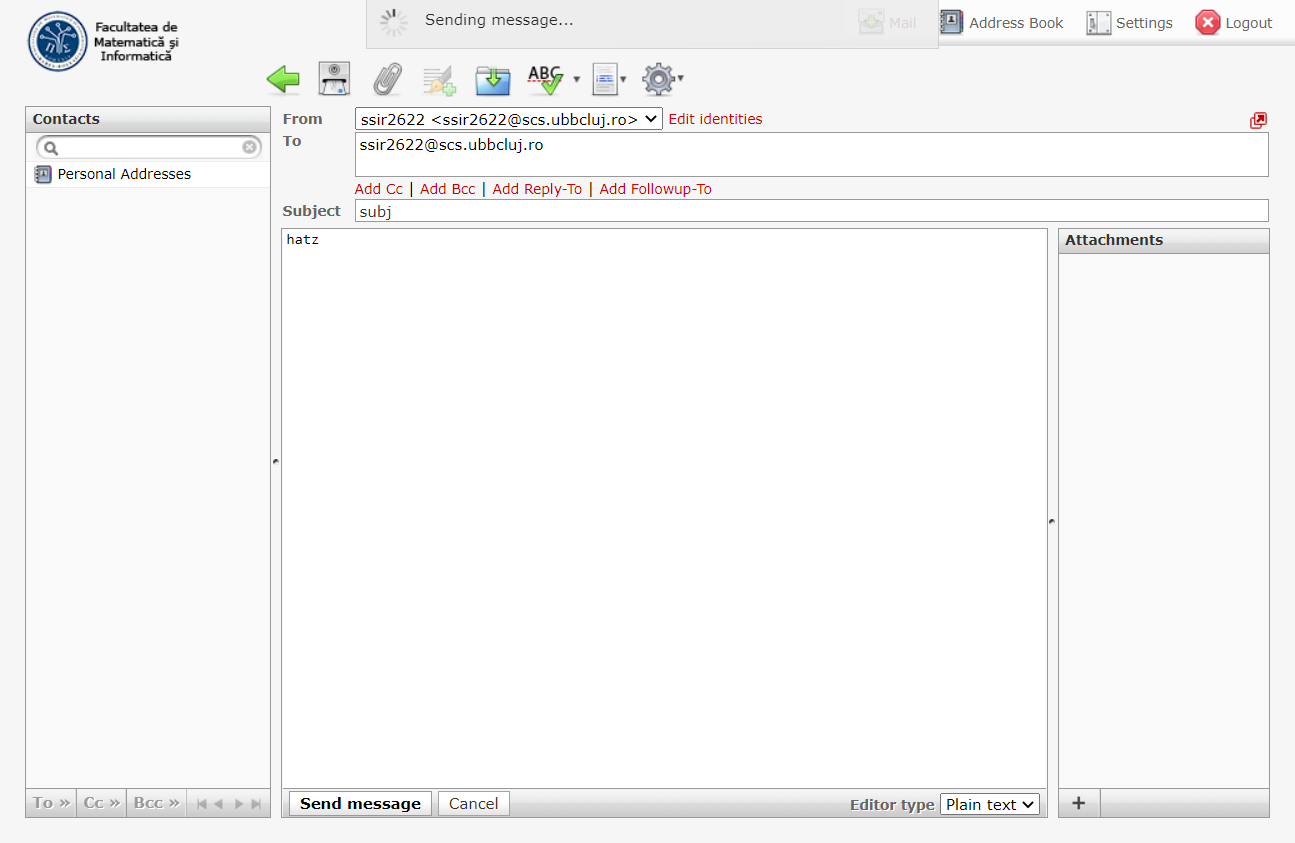 Facultatea de
Matematică şi
Informatică
Sending message...
Mail
Address Book
Settings
Logout
ABC
Contacts
Personal Addresses
From
ssir2622 <ssir2622@scs.ubbcluj.ro>
Edit identities
To
ssir2622@scs.ubbcluj.ro
Add Cc | Add Bcc | Add Reply-To | Add Followup-To
Subject
subj
hatz
Attachments
To »
Cc »
Bcc »
Send message
Cancel
Editor type
Plain text
+